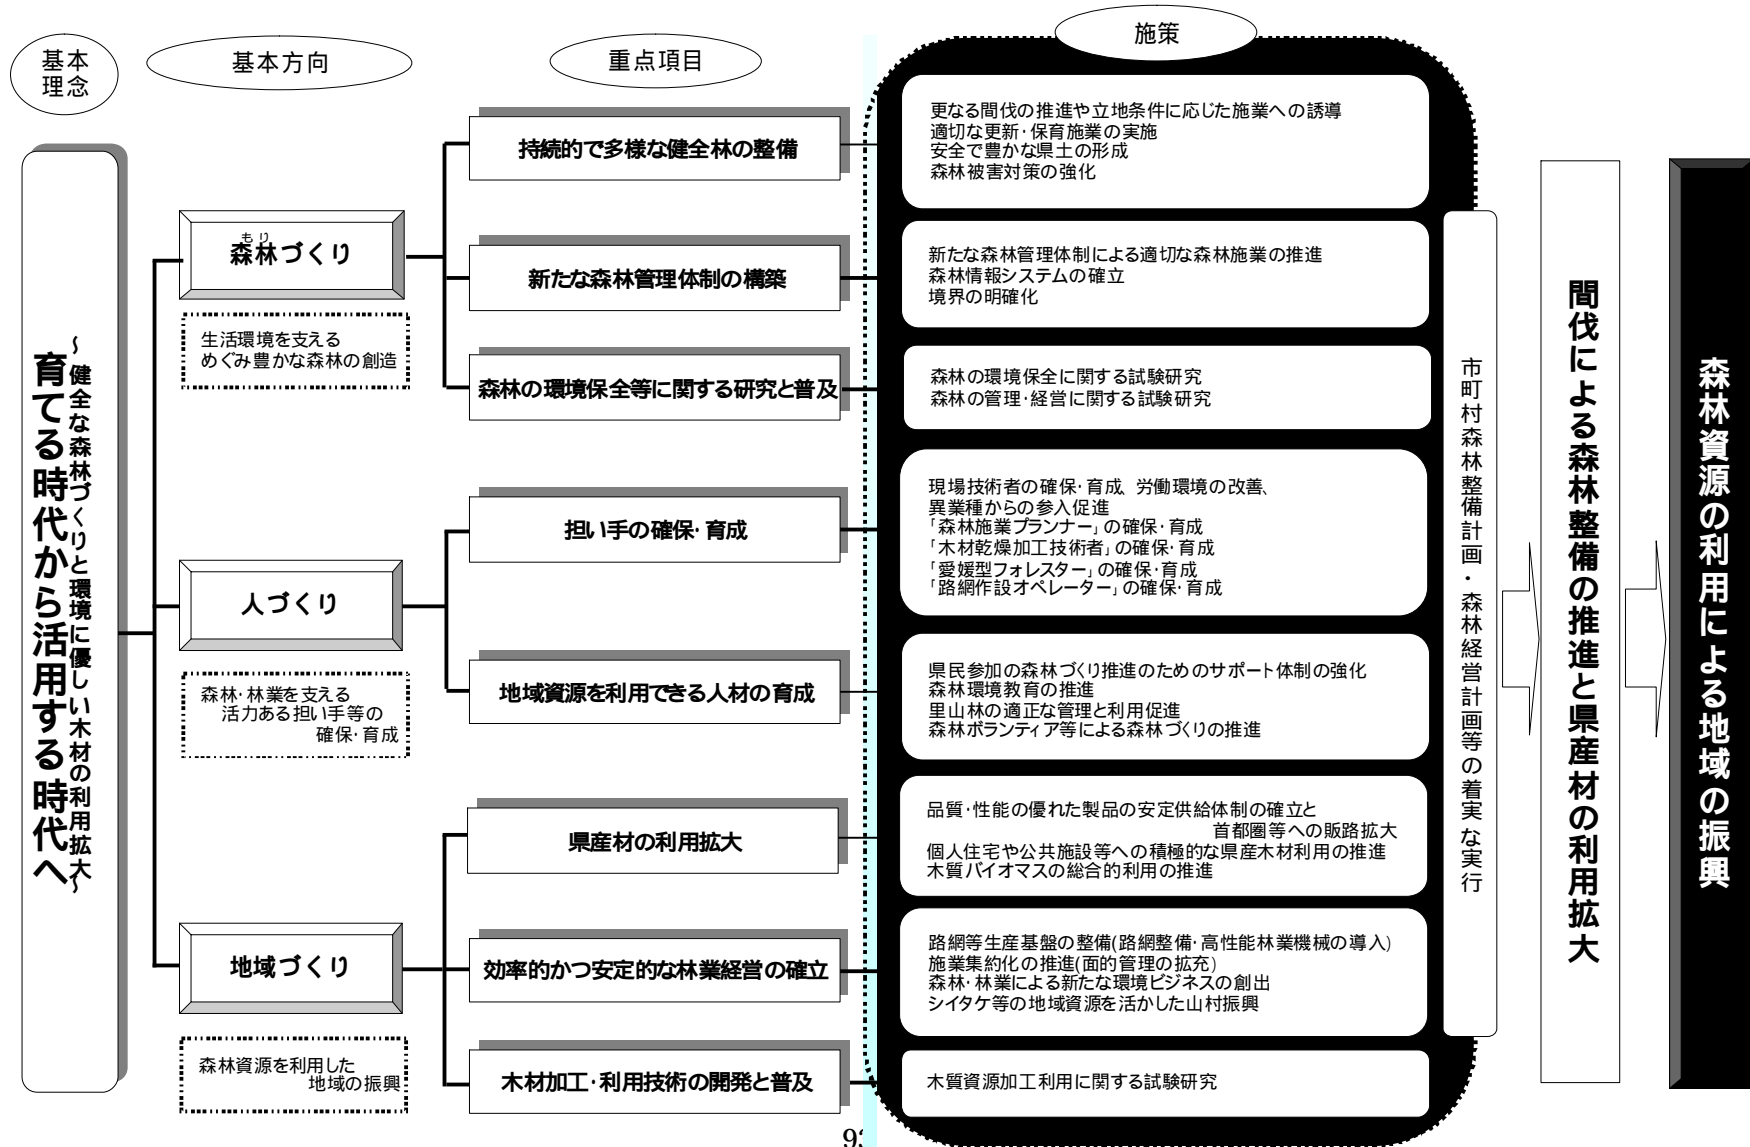 基本
理念
基本方向
重点項目
施策
育てる時代から活用する時代へ
～健全な森林づくりと環境に優しい木材の利用拡大～
もり
森林づくり
生活環境を支える
めぐみ豊かな森林の創造
人づくり
森林・林業を支える
活力ある担い手等の
確保・育成
地域づくり
森林資源を利用した
地域の振興
持続的で多様な健全林の整備
新たな森林管理体制の構築
森林の環境保全等に関する研究と普及
担い手の確保・育成
地域資源を利用できる人材の育成
県産材の利用拡大
効率的かつ安定的な林業経営の確立
木材加工・利用技術の開発と普及
更なる間伐の推進や立地条件に応じた施業への誘導
適切な更新・保育施業の実施
安全で豊かな県土の形成
森林被害対策の強化
新たな森林管理体制による適切な森林施業の推進
森林情報システムの確立
境界の明確化
森林の環境保全に関する試験研究
森林の管理・経営に関する試験研究
現場技術者の確保・育成、労働環境の改善、
異業種からの参入促進
「森林施業プランナー」の確保・育成
「木材乾燥加工技術者」の確保・育成
「愛媛型フォレスター」の確保・育成
「路網作設オペレーター」の確保・育成
県民参加の森林づくり推進のためのサポート体制の強化
森林環境教育の推進
里山林の適正な管理と利用促進
森林ボランティア等による森林づくりの推進
品質・性能の優れた製品の安定供給体制の確立と
首都圏等への販路拡大
個人住宅や公共施設等への積極的な県産木材利用の推進
木質バイオマスの総合的利用の推進
路網等生産基盤の整備(路網整備・高性能林業機械の導入)
施業集約化の推進(面的管理の拡充)
森林・林業による新たな環境ビジネスの創出
シイタケ等の地域資源を活かした山村振興
木質資源加工利用に関する試験研究
市町村森林整備計画・森林経営計画等の着実な実行
間伐による森林整備の推進と県産材の利用拡大
森林資源の利用による地域の振興